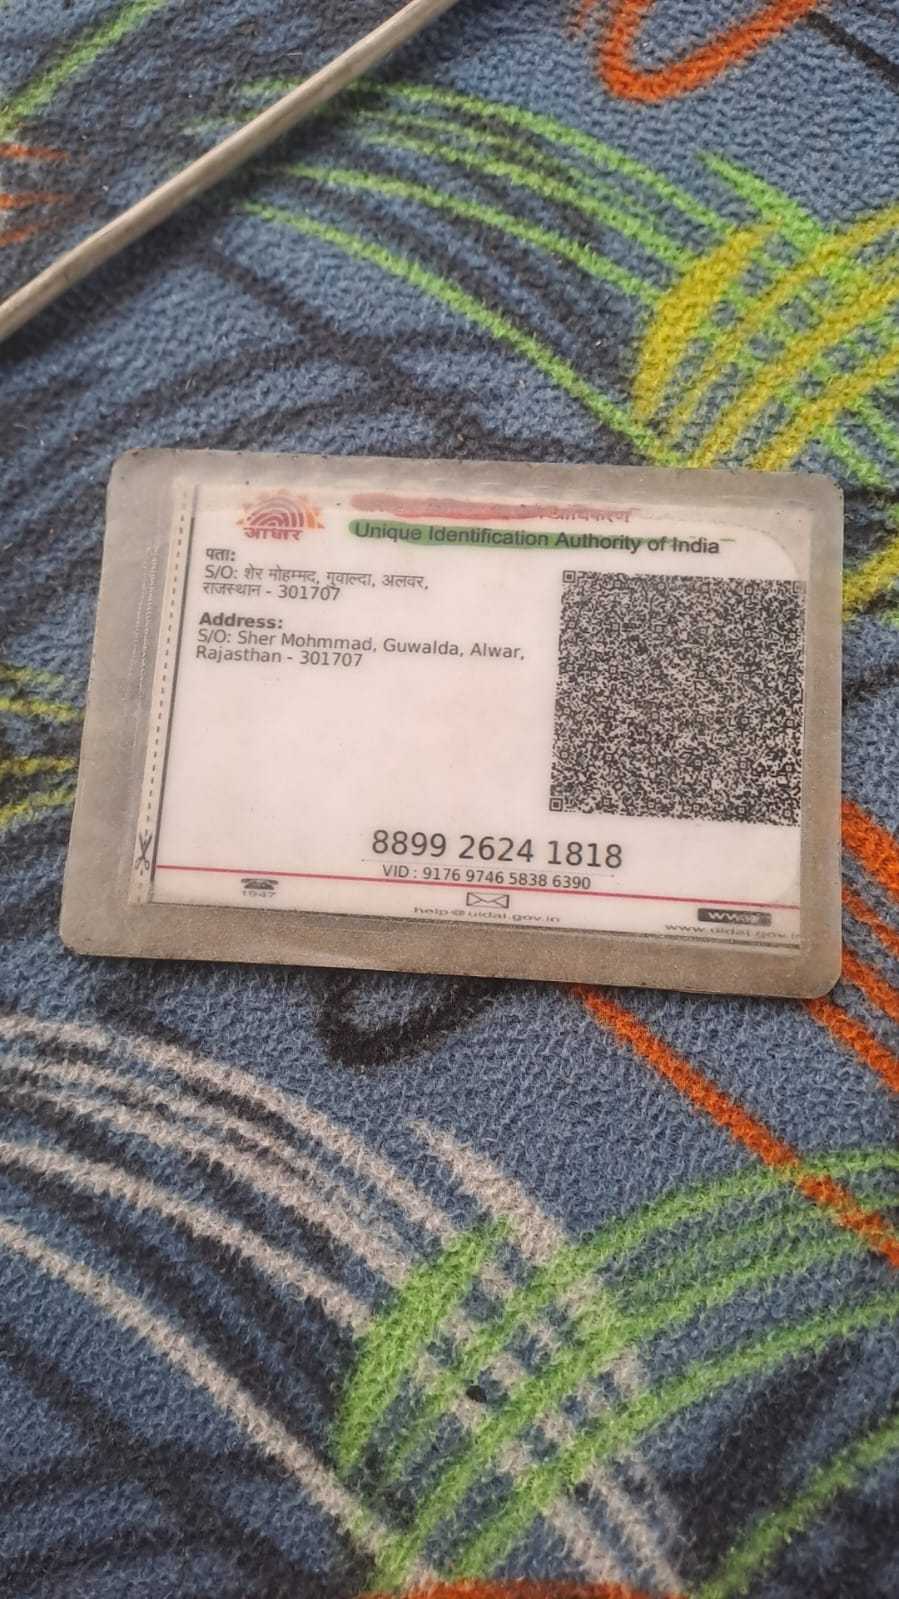 आधार
आधिकरण
Unique Identification Authority of India
पता:
S/O: शेर मोहम्मद, गुवाल्दा, अलवर,
राजस्थान - 301707
Address:
S/O: Sher Mohmmad, Guwalda, Alwar,
Rajasthan - 301707
8899 2624 1818
VID : 9176 9746 5838 6390
1947
help@uidai.gov.in
www
www.uidai.gov.in